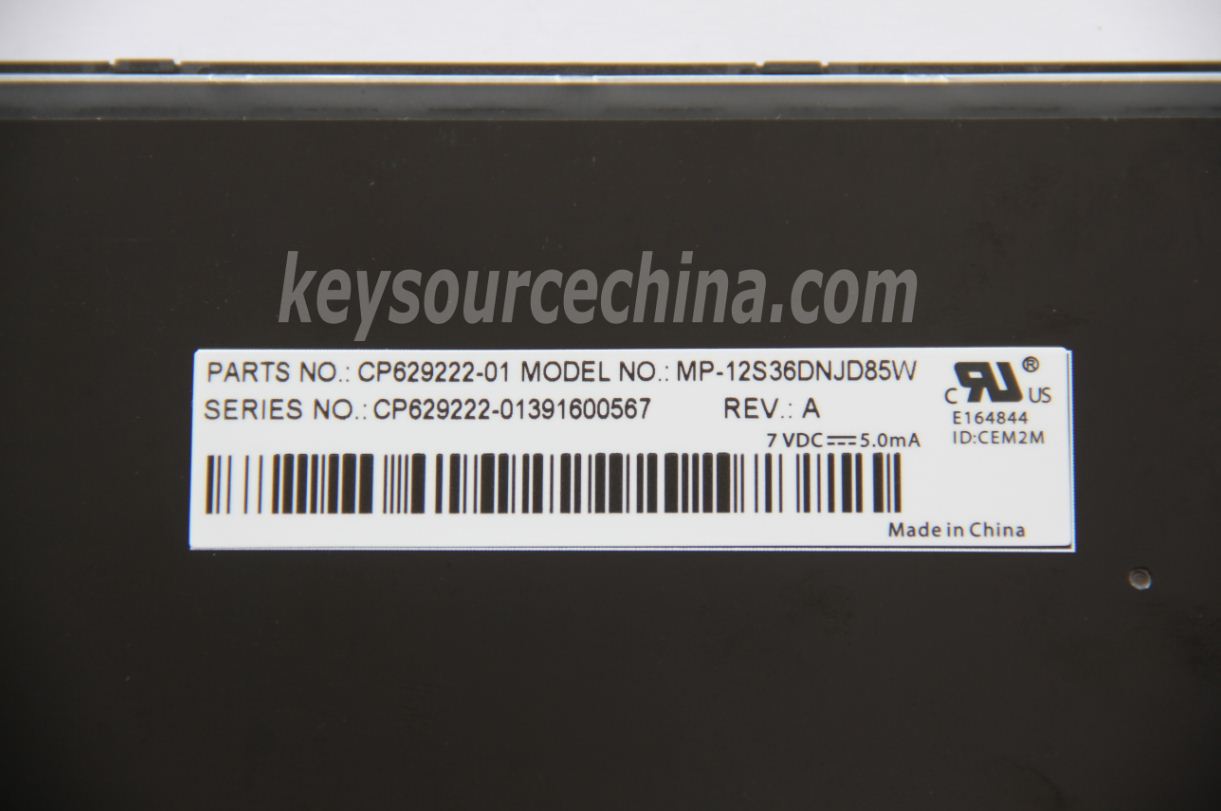 keysourcechina.com
PARTS NO.: CP629222-01 MODEL NO.: MP-12S36DNJD85W
SERIES NO.: CP629222-01391600567 REV.: A
7 VDC⎓5.0mA
Made in China
RU®
C US
E164844
ID:CEM2M